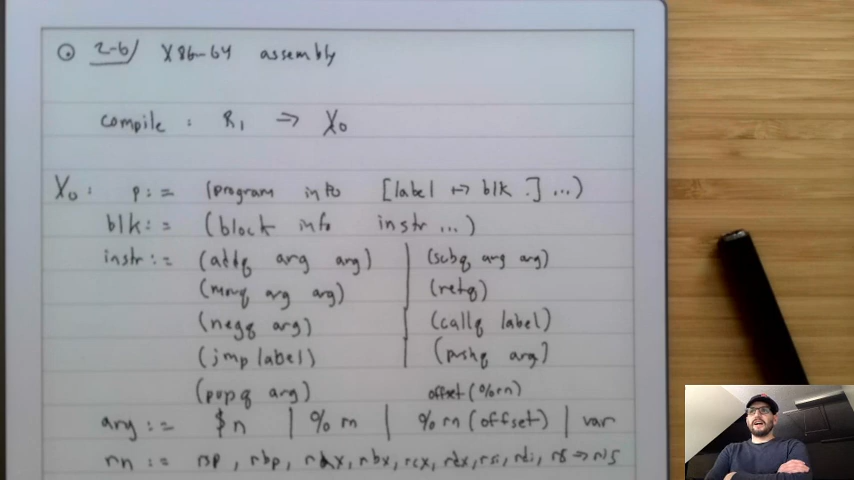 ⊙ 2-6/ X86-64 assembly
compile : R₁ ⇒ X₀
X₀: p:= (program info [label ↦ blk .] ...)
blk:= (block info instr ...)
instr:= (addq arg arg) | (subq arg arg)
(movq arg arg) | (retq)
(negq arg) | (callq label)
(jmp label) | (pushq arg)
(popq arg) offset(%rn)
arg := $n | %rn | %rn (offset) | var
rn := rsp, rbp, rax, rbx, rcx, rdx, rsi, rdi, r8 → r15